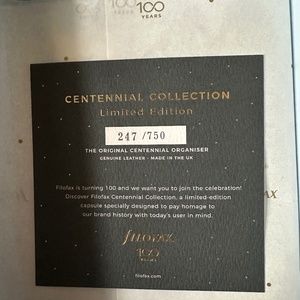 100
YEARS
CENTENNIAL COLLECTION
Limited Edition
247 /750
THE ORIGINAL CENTENNIAL ORGANISER
GENUINE LEATHER - MADE IN THE UK
Filofax is turning 100 and we want you to join the celebration!
Discover Filofax Centennial Collection, a limited-edition
capsule specially designed to pay homage to
our brand history with today's user in mind.
filofax
100
YEARS
filofax.com